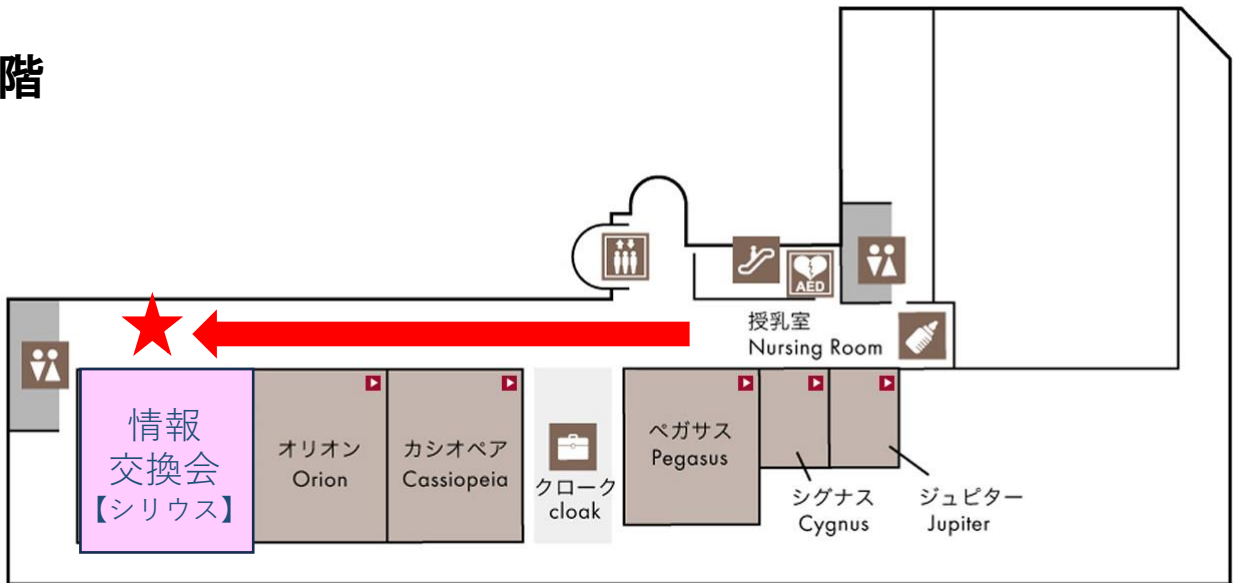 階
AED
授乳室
Nursing Room
情報
交換会
【シリウス】
オリオン
Orion
カシオペア
Cassiopeia
クローク
cloak
ペガサス
Pegasus
シグナス
Cygnus
ジュピター
Jupiter